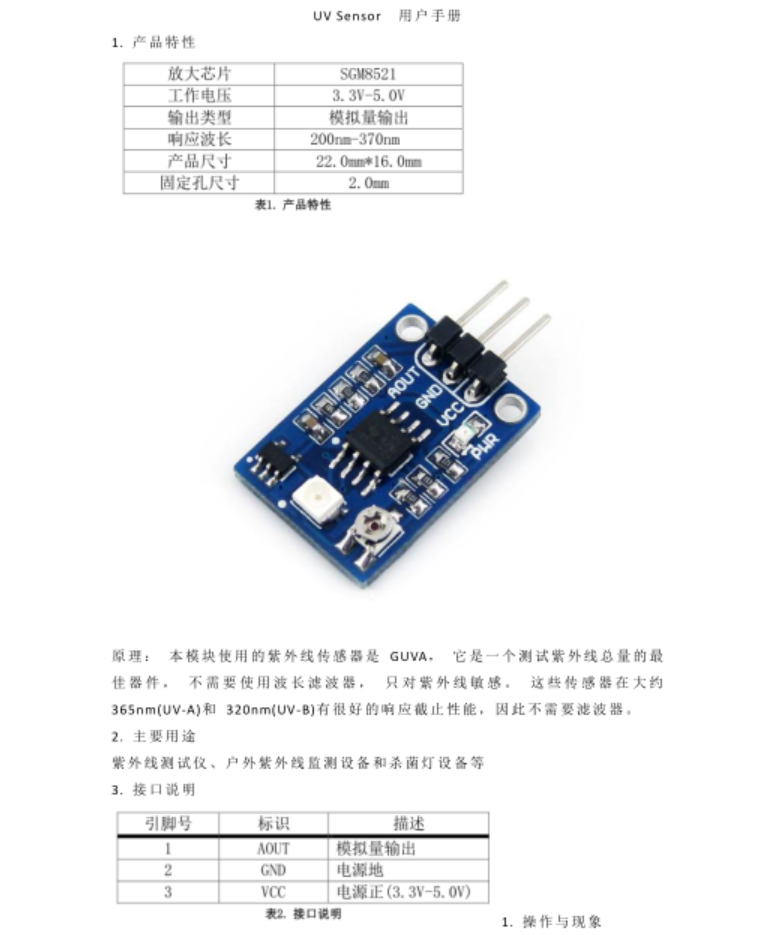 UV Sensor 用户手册
1. 产品特性
放大芯片 SGM8521
工作电压 3.3V-5.0V
输出类型 模拟量输出
响应波长 200nm-370nm
产品尺寸 22.0mm*16.0mm
固定孔尺寸 2.0mm
表1. 产品特性
AOUT
GND
VCC
PWR
原理： 本模块使用的紫外线传感器是 GUVA， 它是一个测试紫外线总量的最
佳器件， 不需要使用波长滤波器， 只对紫外线敏感。 这些传感器在大约
365nm(UV-A)和 320nm(UV-B)有很好的响应截止性能，因此不需要滤波器。
2. 主要用途
紫外线测试仪、户外紫外线监测设备和杀菌灯设备等
3. 接口说明
引脚号 标识 描述
1 AOUT 模拟量输出
2 GND 电源地
3 VCC 电源正(3.3V-5.0V)
表2. 接口说明
1. 操作与现象